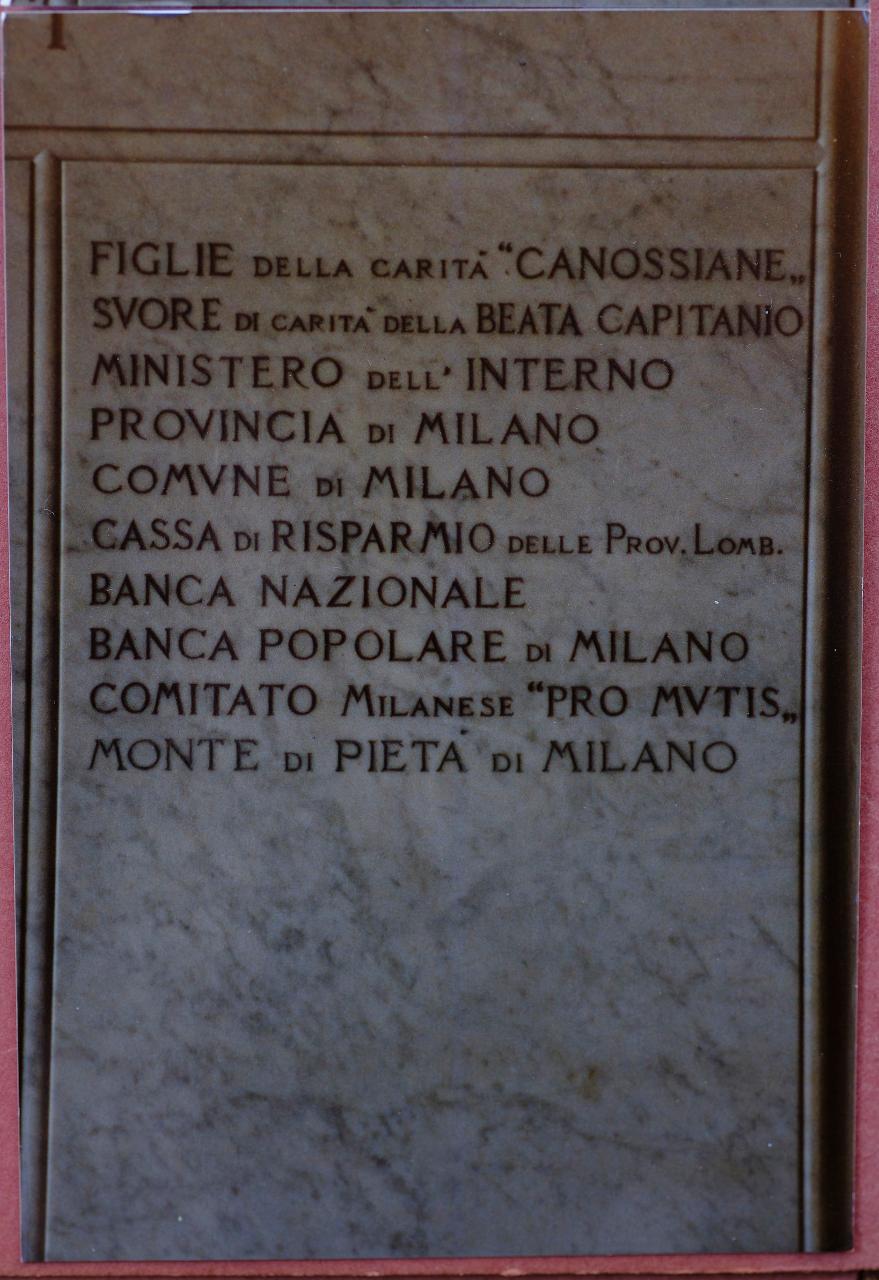 FIGLIE DELLA CARITÀ “CANOSSIANE„
SVORE DI CARITÀ DELLA BEATA CAPITANIO
MINISTERO DELL' INTERNO
PROVINCIA DI MILANO
COMVNE DI MILANO
CASSA DI RISPARMIO DELLE PROV. LOMB.
BANCA NAZIONALE
BANCA POPOLARE DI MILANO
COMITATO MILANESE “PRO MVTIS„
MONTE DI PIETÀ DI MILANO